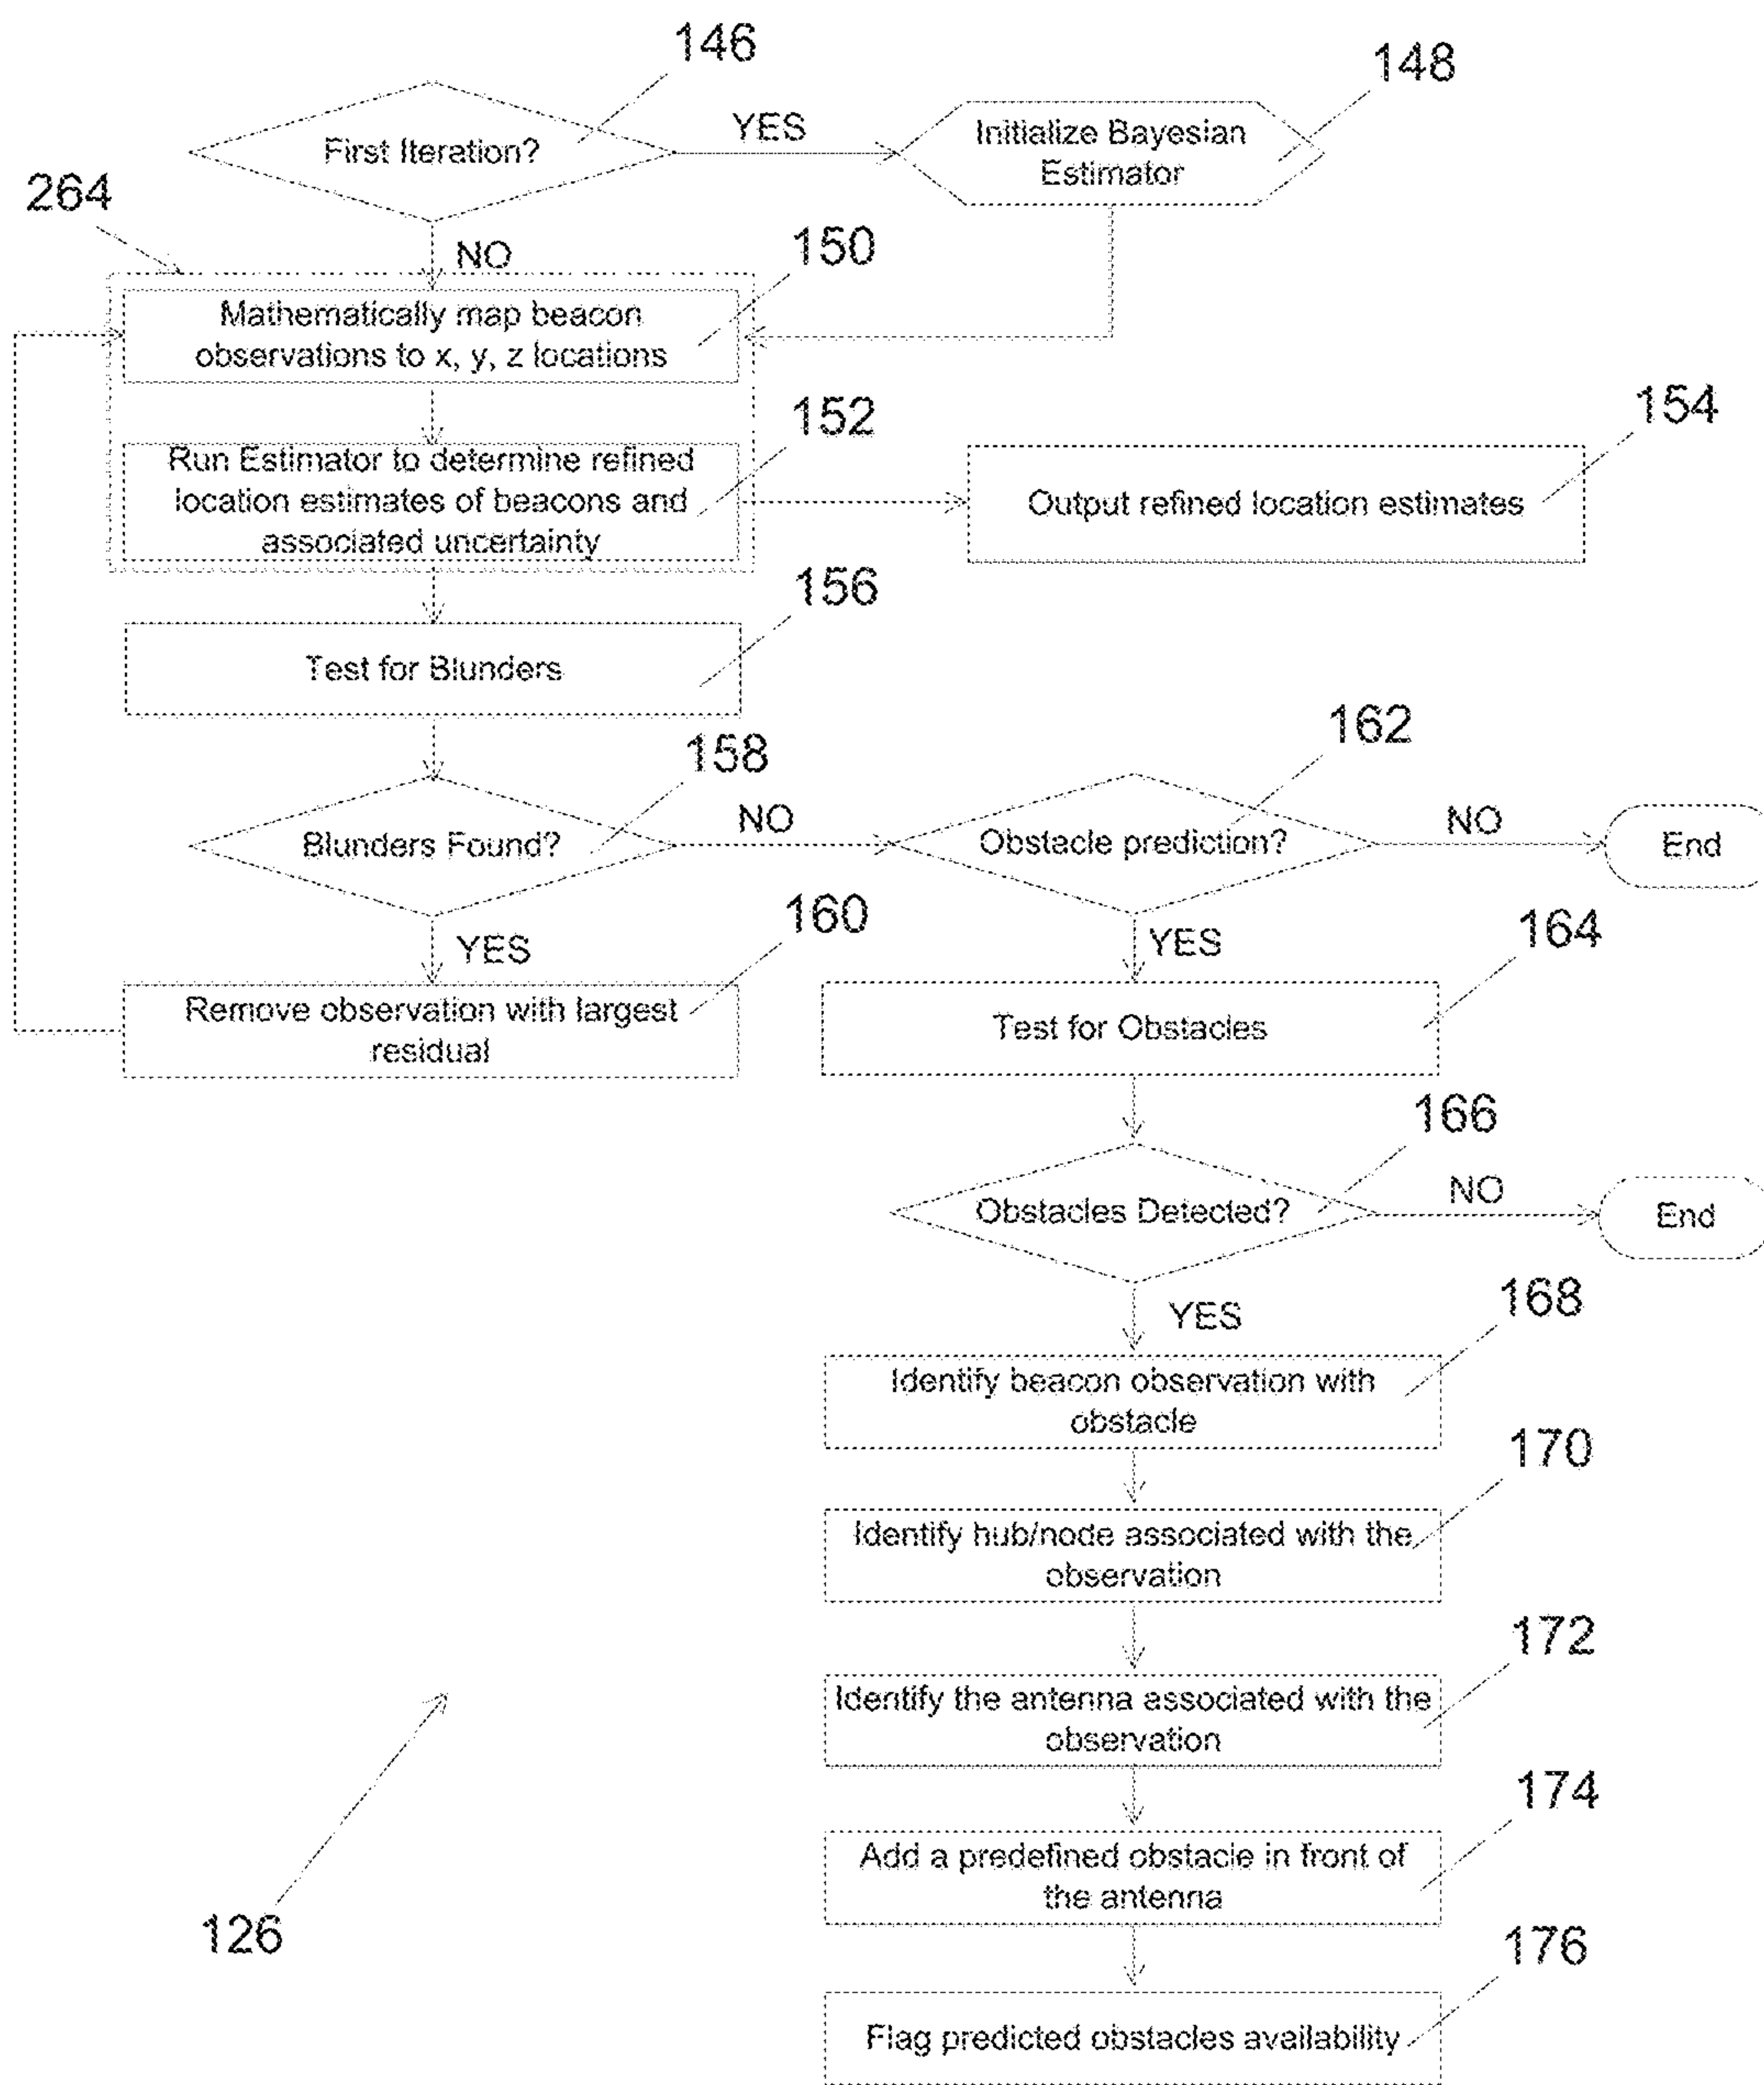 146
148
First Iteration?
YES
Initialize Bayesian
Estimator
264
NO
150
Mathematically map beacon
observations to x, y, z locations
152
154
Run Estimator to determine refined
location estimates of beacons and
associated uncertainty
Output refined location estimates
156
Test for Blunders
158
162
Blunders Found?
NO
Obstacle prediction?
NO
End
160
YES
YES
164
Remove observation with largest
residual
Test for Obstacles
166
Obstacles Detected?
NO
End
YES
168
Identify beacon observation with
obstacle
170
Identify hub/node associated with the
observation
172
Identify the antenna associated with the
observation
174
Add a predefined obstacle in front of
the antenna
126
176
Flag predicted obstacles availability